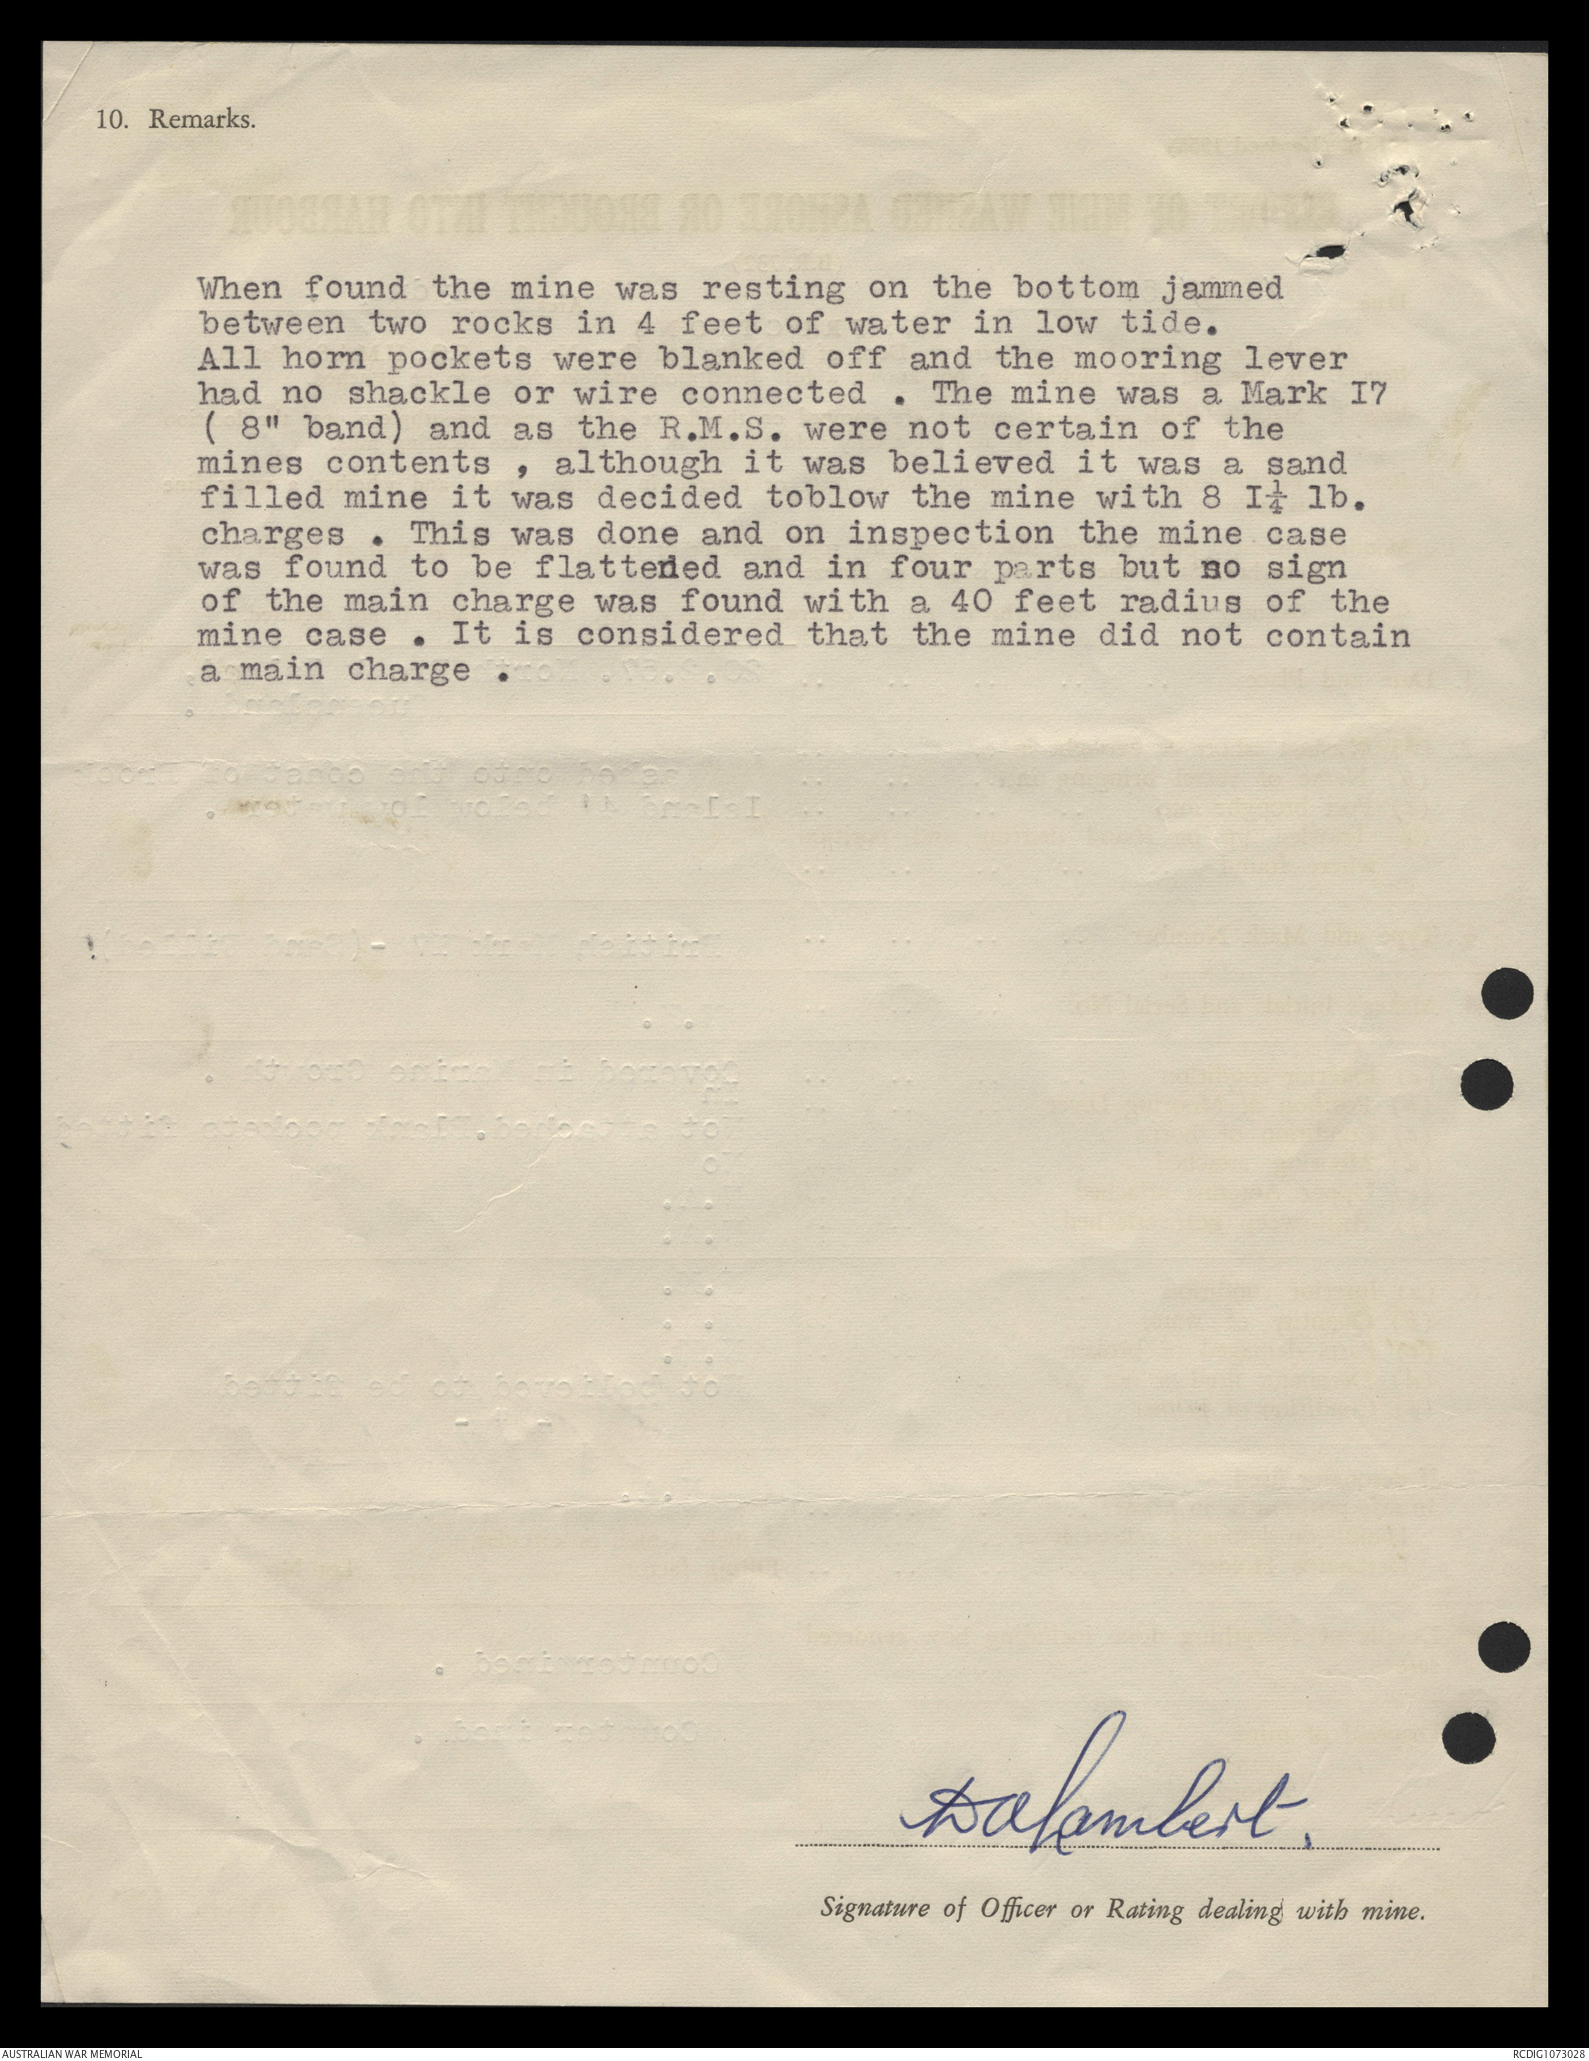 10. Remarks.
When found the mine was resting on the bottom jammed
between two rocks in 4 feet of water in low tide.
All horn pockets were blanked off and the mooring lever
had no shackle or wire connected . The mine was a Mark I7
( 8" band) and as the R.M.S. were not certain of the
mines contents , although it was believed it was a sand
filled mine it was decided toblow the mine with 8 I¼ lb.
charges . This was done and on inspection the mine case
was found to be flattened and in four parts but no sign
of the main charge was found with a 40 feet radius of the
mine case . It is considered that the mine did not contain
a main charge .
DALambert.
Signature of Officer or Rating dealing with mine.
AUSTRALIAN WAR MEMORIAL
RCDIG1073028